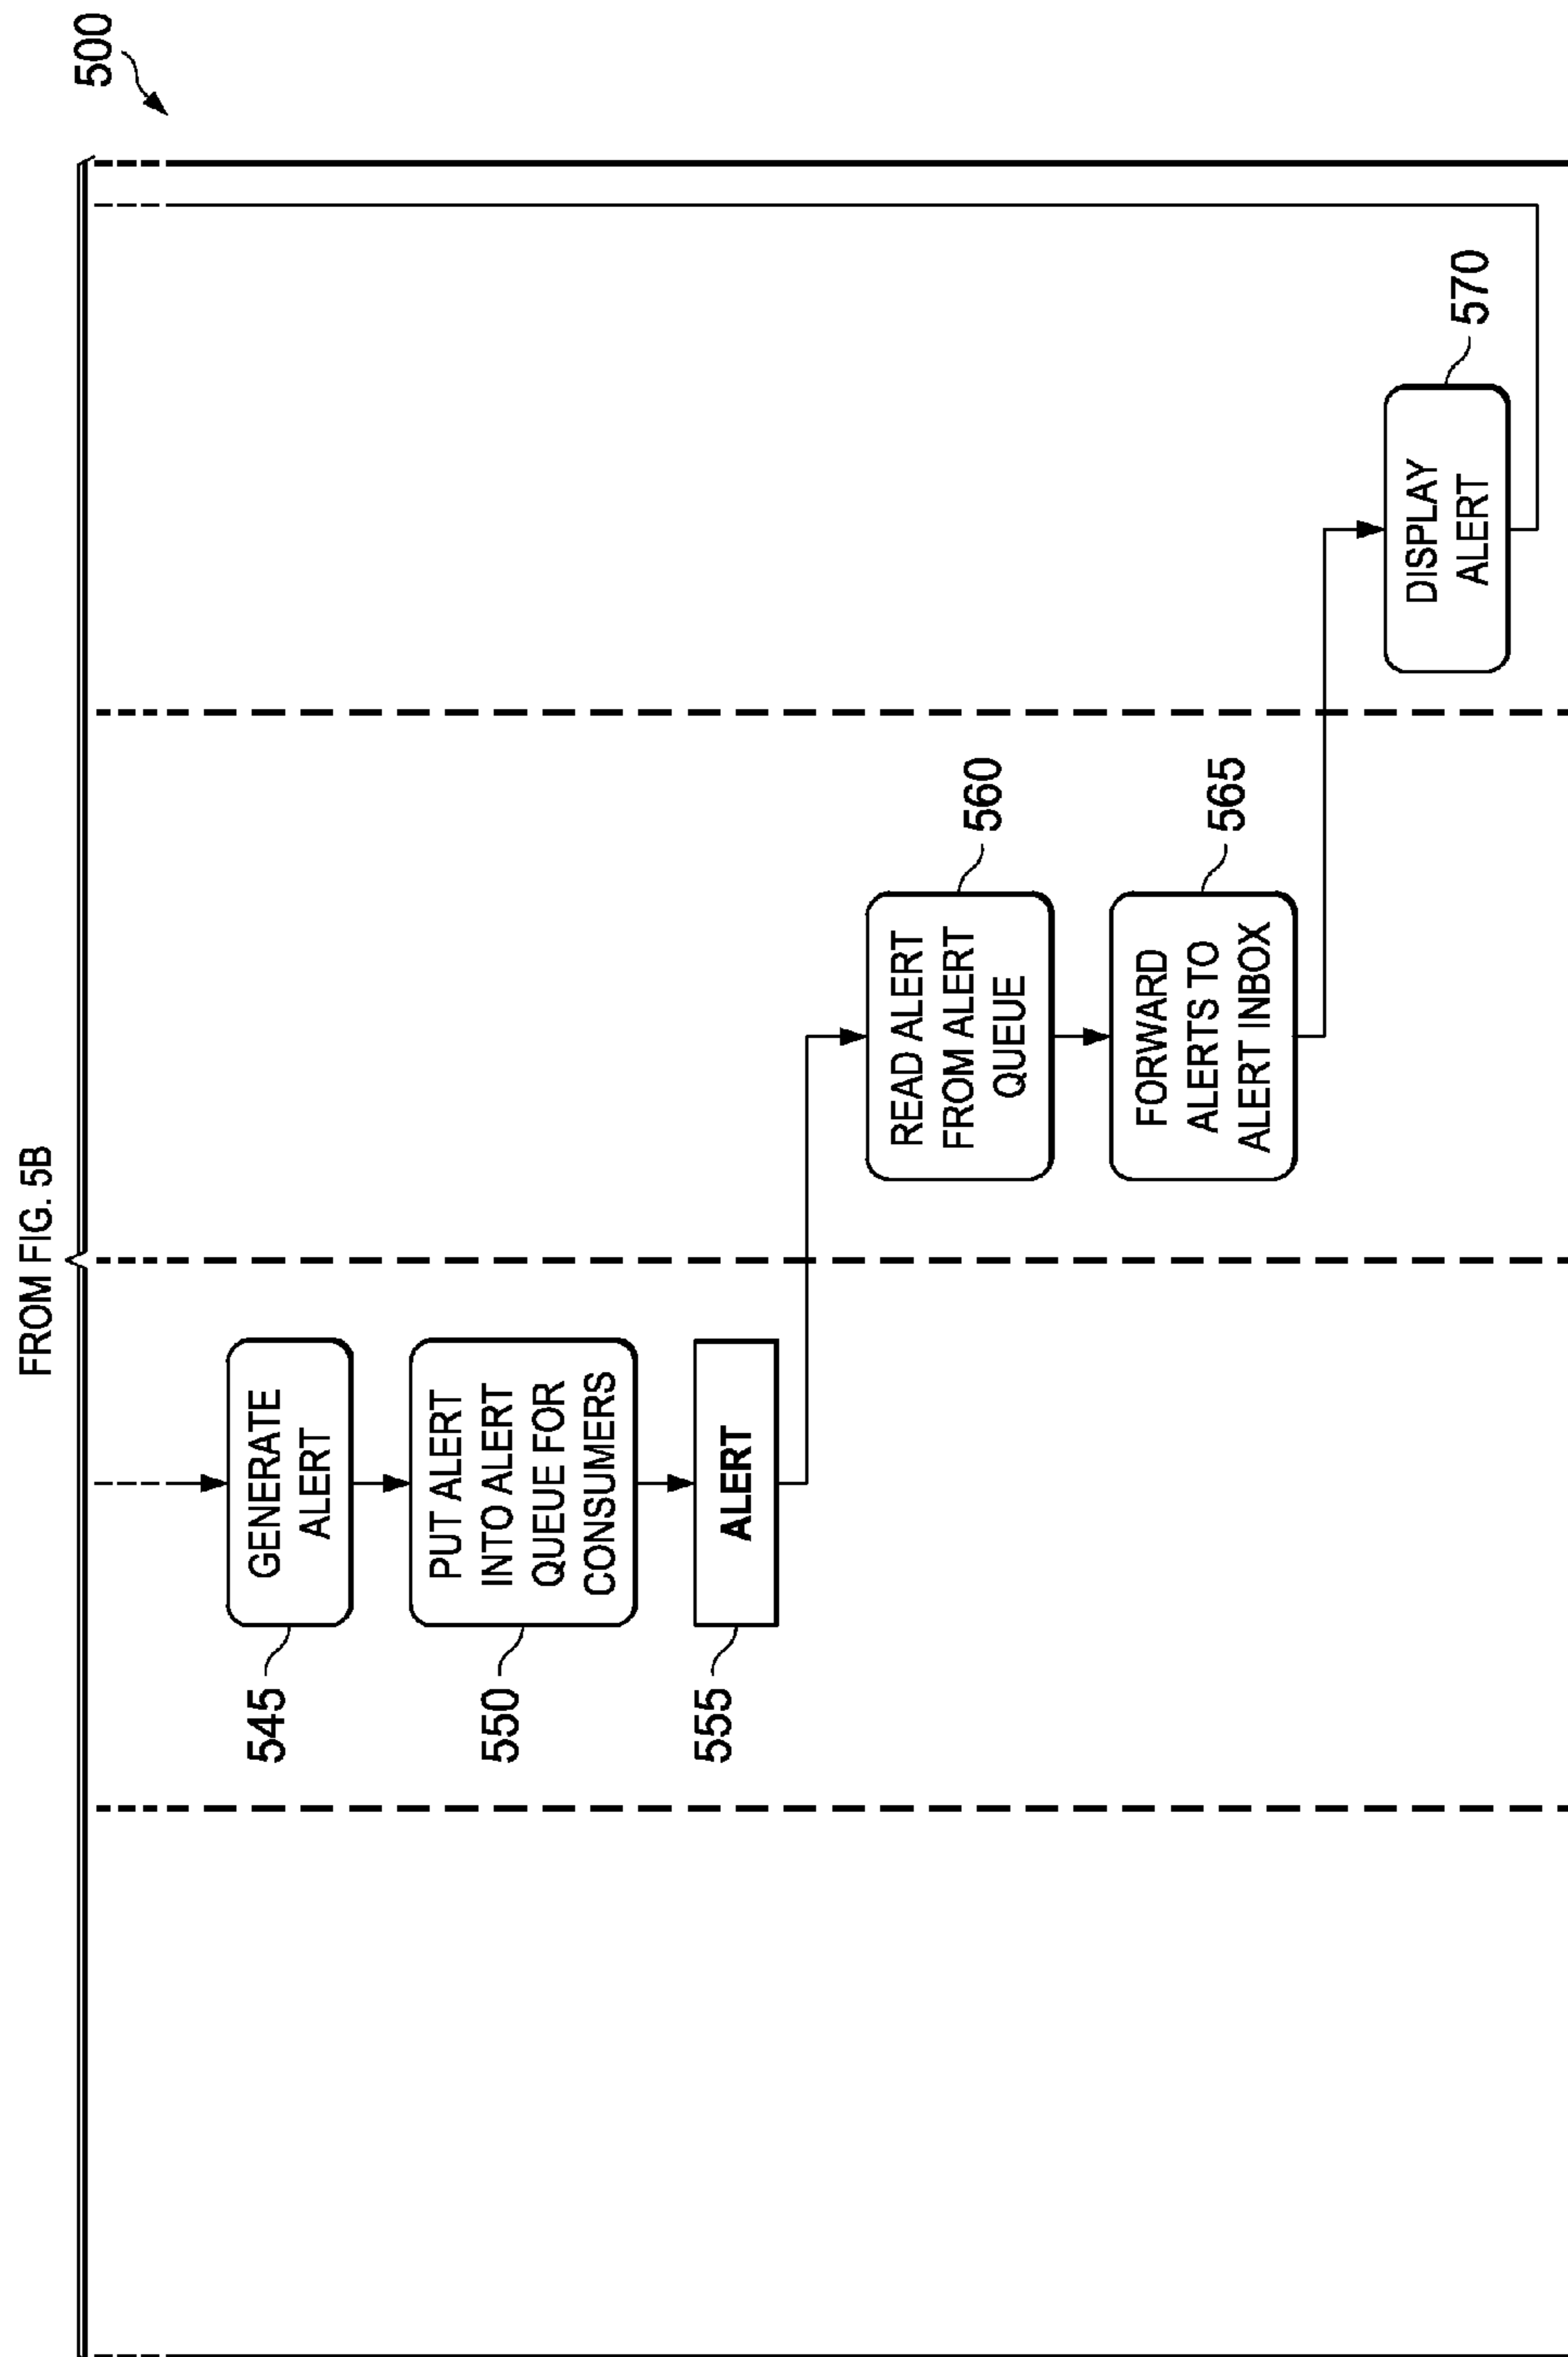 FROM FIG. 5B
500
545
GENERATE
ALERT
550
PUT ALERT
INTO ALERT
QUEUE FOR
CONSUMERS
555
ALERT
READ ALERT
FROM ALERT
QUEUE
560
FORWARD
ALERTS TO
ALERT INBOX
565
DISPLAY
ALERT
570